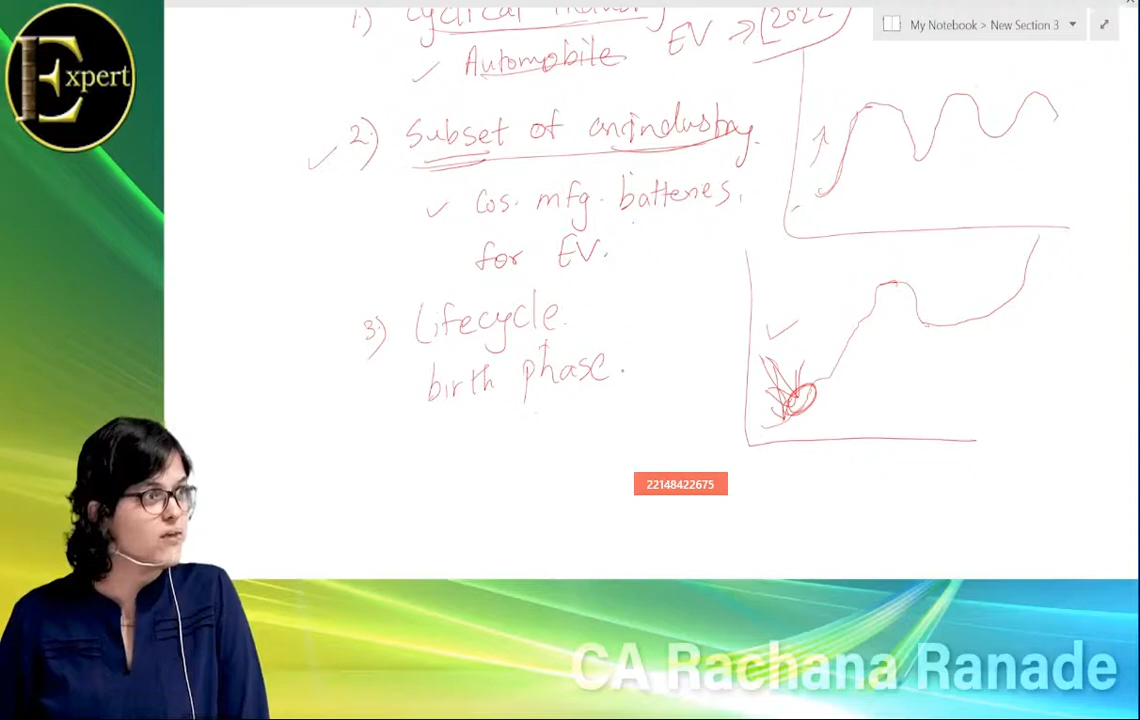 1.) Cyclical
EV → [2022
Automobile
My Notebook > New Section 3
Expert
2.) Subset of an industry.
Cos. mfg. batteries.
for EV.
3.) Lifecycle.
birth phase.
22148422675
CA Rachana Ranade